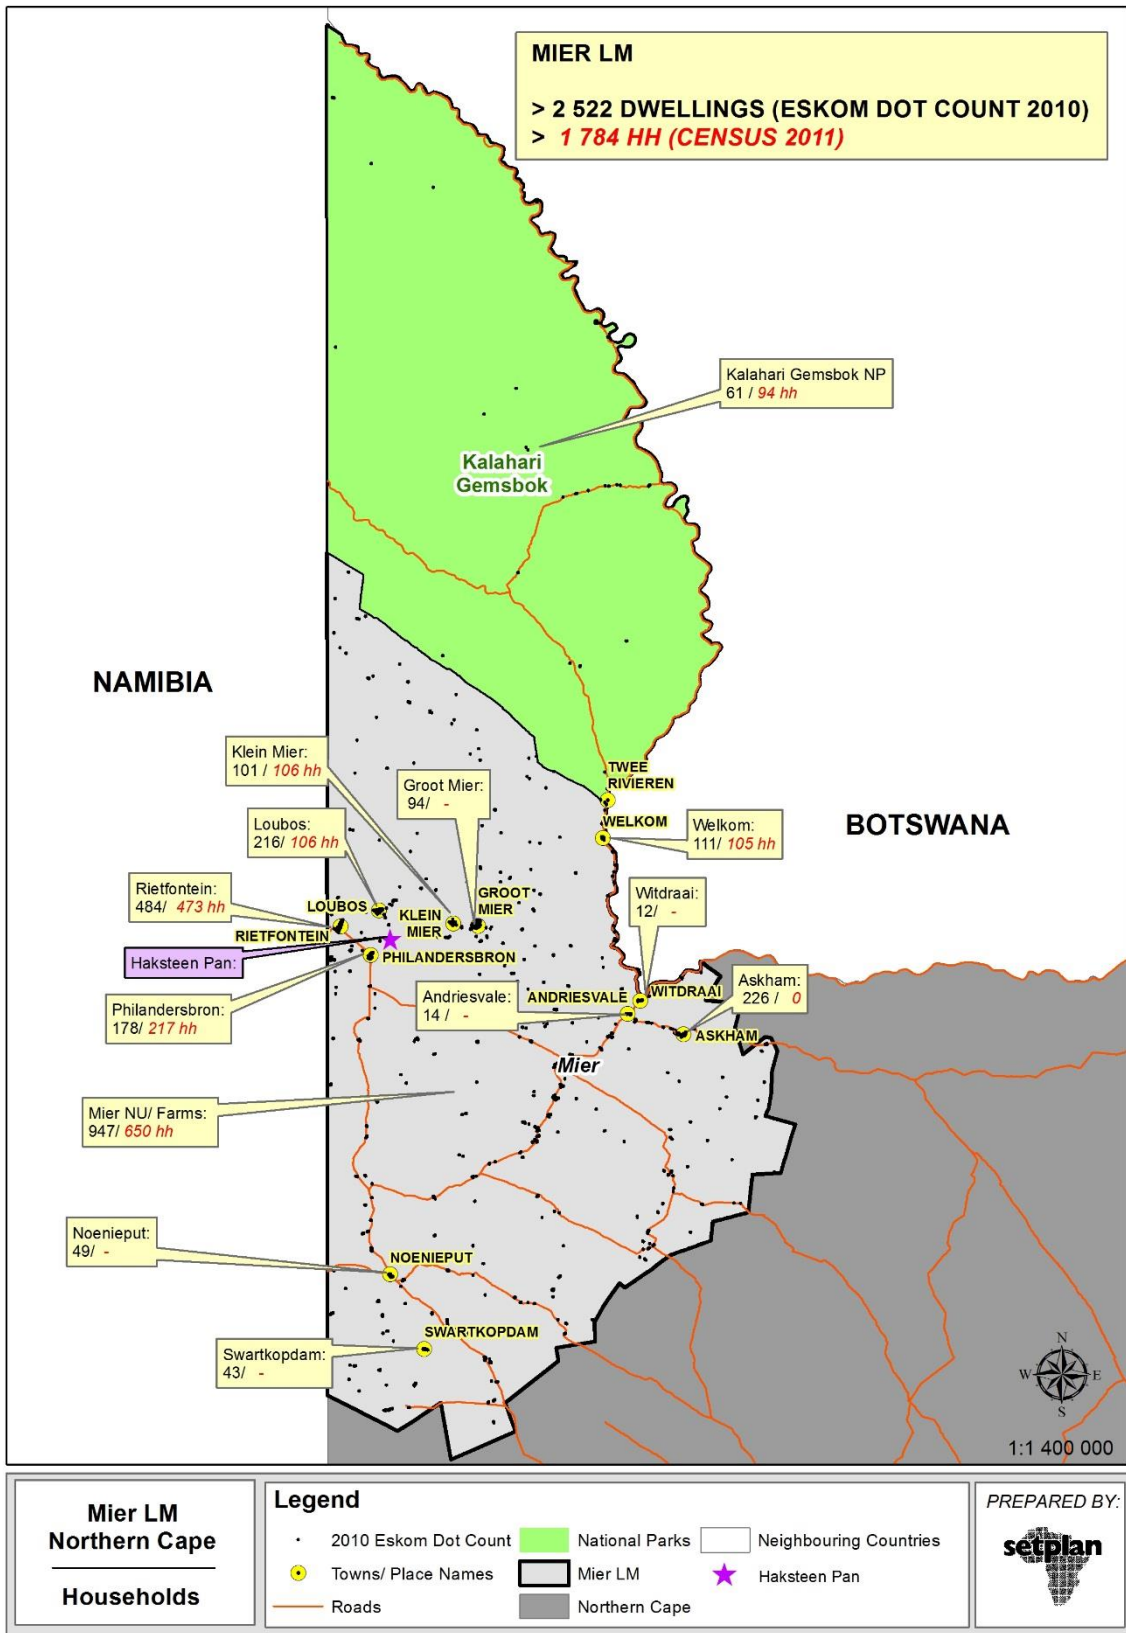 MIER LM
> 2 522 DWELLINGS (ESKOM DOT COUNT 2010)
> 1 784 HH (CENSUS 2011)
Kalahari Gemsbok NP
61 / 94 hh
Kalahari
Gemsbok
NAMIBIA
BOTSWANA
Klein Mier:
101 / 106 hh
Groot Mier:
94/ -
TWEE
RIVIEREN
WELKOM
Welkom:
111/ 105 hh
Loubos:
216/ 106 hh
Rietfontein:
484/ 473 hh
LOUBOS
RIETFONTEIN
KLEIN
MIER
GROOT
MIER
Witdraai:
12/ -
Haksteen Pan:
PHILANDERSBRON
Philandersbron:
178/ 217 hh
Andriesvale:
14 / -
ANDRIESVALE
WITDRAAI
Askham:
226 / 0
ASKHAM
Mier
Mier NU/ Farms:
947/ 650 hh
Noenieput:
49/ -
NOENIEPUT
SWARTKOPDAM
Swartkopdam:
43/ -
N
W
E
S
1:1 400 000
Mier LM
Northern Cape
Households
Legend
2010 Eskom Dot Count
National Parks
Neighbouring Countries
Towns/ Place Names
Mier LM
Haksteen Pan
Roads
Northern Cape
PREPARED BY:
setplan